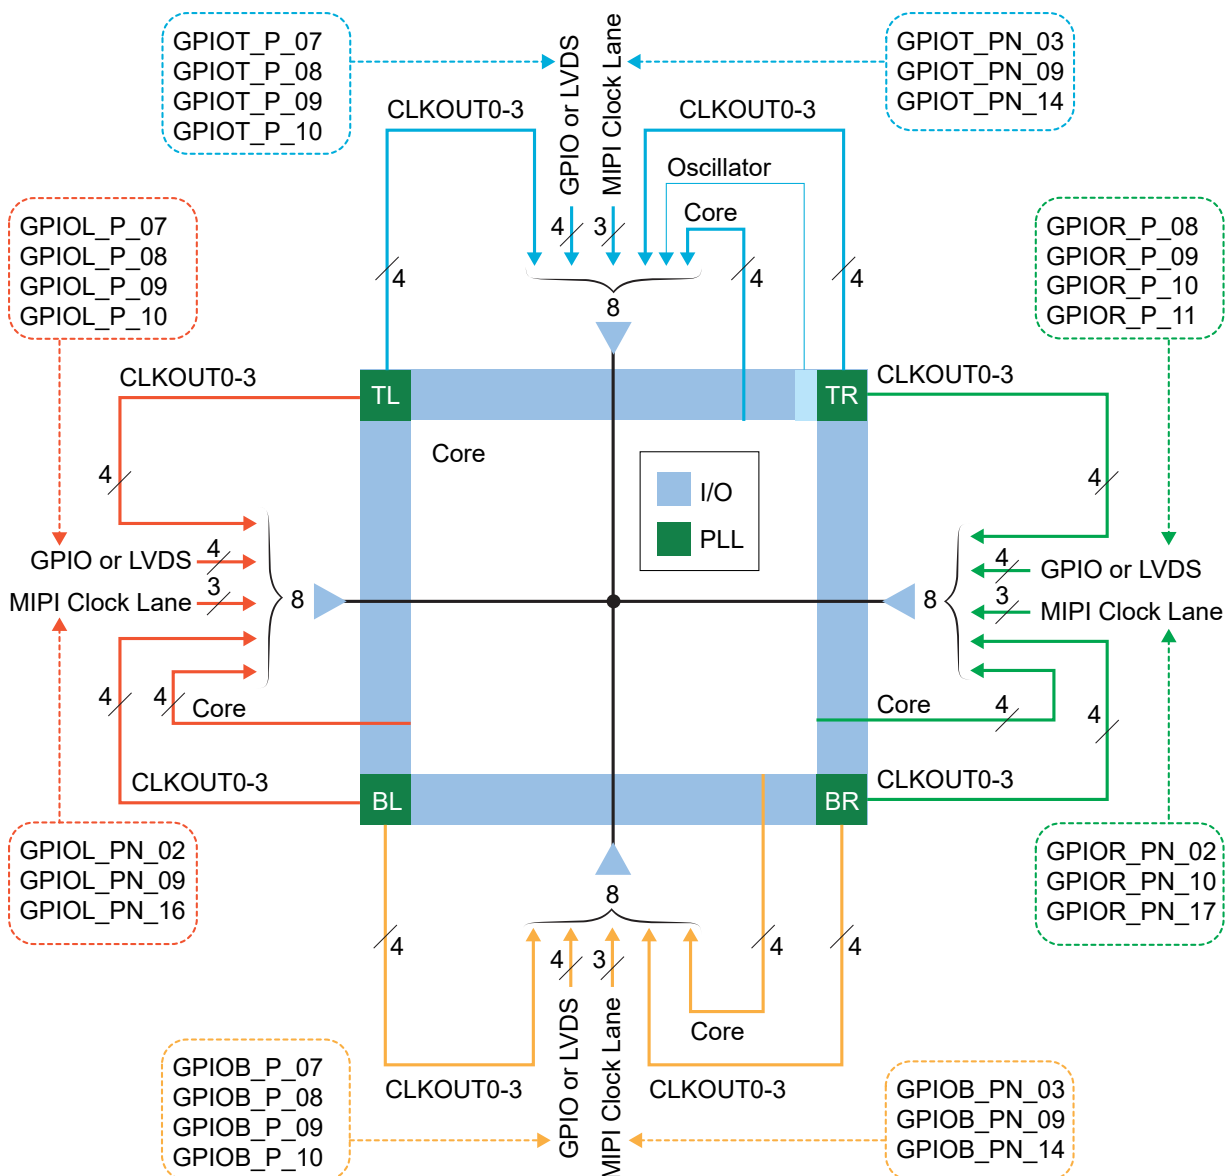 GPIOT_P_07
GPIOT_P_08
GPIOT_P_09
GPIOT_P_10
GPIO or LVDS
MIPI Clock Lane
GPIOT_PN_03
GPIOT_PN_09
GPIOT_PN_14
CLKOUT0-3
CLKOUT0-3
Oscillator
Core
4
3
4
4
4
8
GPIOL_P_07
GPIOL_P_08
GPIOL_P_09
GPIOL_P_10
GPIOR_P_08
GPIOR_P_09
GPIOR_P_10
GPIOR_P_11
CLKOUT0-3
TL
TR
CLKOUT0-3
Core
I/O
PLL
4
4
GPIO or LVDS
4
MIPI Clock Lane
3
8
8
4
GPIO or LVDS
3
MIPI Clock Lane
4
4
Core
Core
4
4
CLKOUT0-3
BL
BR
CLKOUT0-3
GPIOL_PN_02
GPIOL_PN_09
GPIOL_PN_16
GPIOR_PN_02
GPIOR_PN_10
GPIOR_PN_17
8
4
4
3
4
4
Core
CLKOUT0-3
GPIO or LVDS
MIPI Clock Lane
CLKOUT0-3
GPIOB_P_07
GPIOB_P_08
GPIOB_P_09
GPIOB_P_10
GPIOB_PN_03
GPIOB_PN_09
GPIOB_PN_14